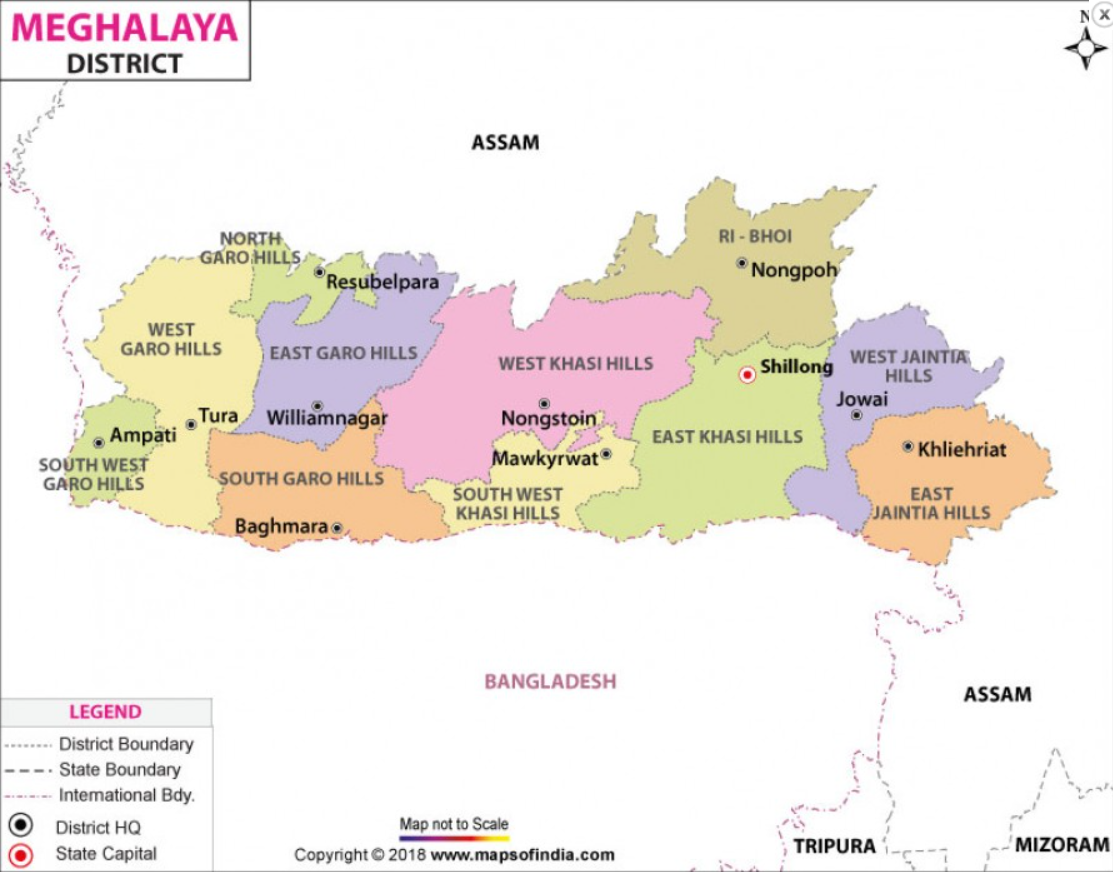 MEGHALAYA
DISTRICT
N
X
ASSAM
NORTH
GARO HILLS
Resubelpara
RI - BHOI
Nongpoh
WEST
GARO HILLS
EAST GARO HILLS
WEST KHASI HILLS
Shillong
WEST JAINTIA
HILLS
Jowai
Tura
Williamnagar
Nongstoin
Ampati
EAST KHASI HILLS
Khliehriat
SOUTH WEST
GARO HILLS
SOUTH GARO HILLS
Mawkyrwat
SOUTH WEST
KHASI HILLS
EAST
JAINTIA HILLS
Baghmara
BANGLADESH
ASSAM
LEGEND
District Boundary
State Boundary
International Bdy.
District HQ
State Capital
Map not to Scale
Copyright © 2018 www.mapsofindia.com
TRIPURA
MIZORAM